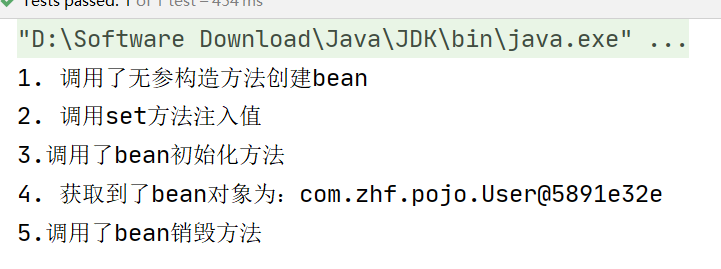 Tests passed: 1 of 1 test – 434 ms
"D:\Software Download\Java\JDK\bin\java.exe" ...
1. 调用了无参构造方法创建bean
2. 调用set方法注入值
3.调用了bean初始化方法
4. 获取到了bean对象为：com.zhf.pojo.User@5891e32e
5.调用了bean销毁方法